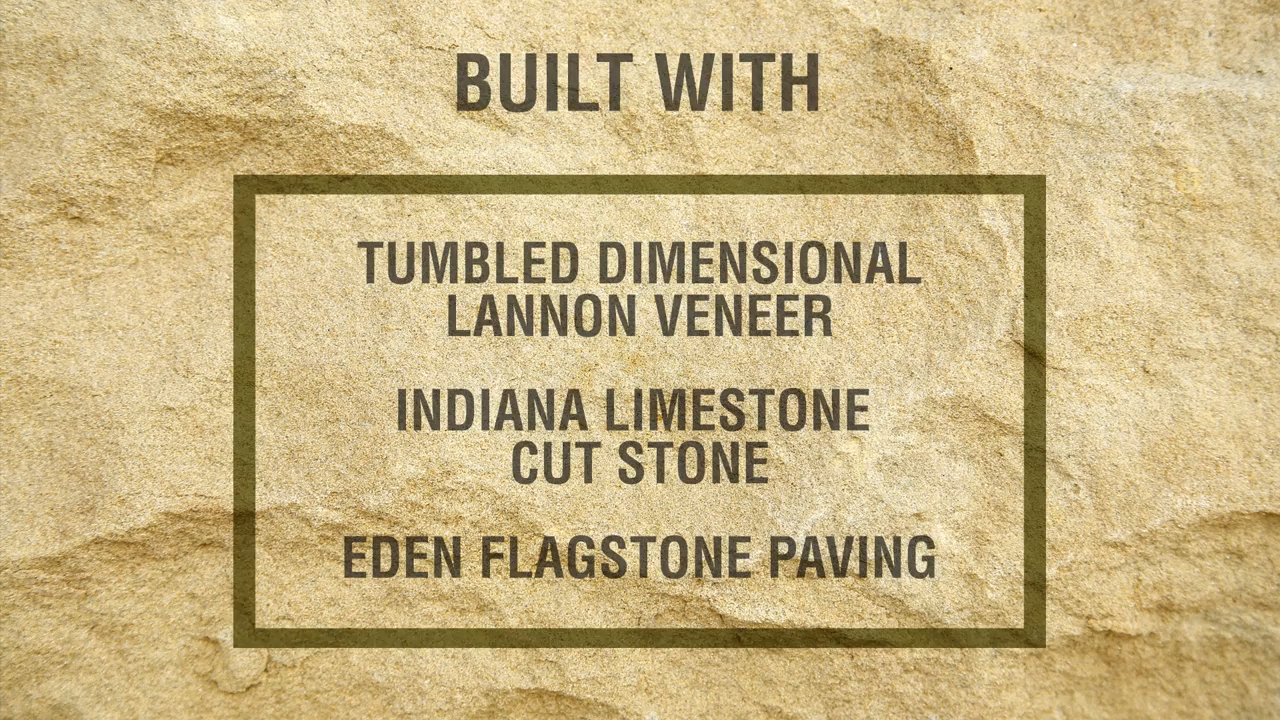 BUILT WITH
TUMBLED DIMENSIONAL
LANNON VENEER
INDIANA LIMESTONE
CUT STONE
EDEN FLAGSTONE PAVING